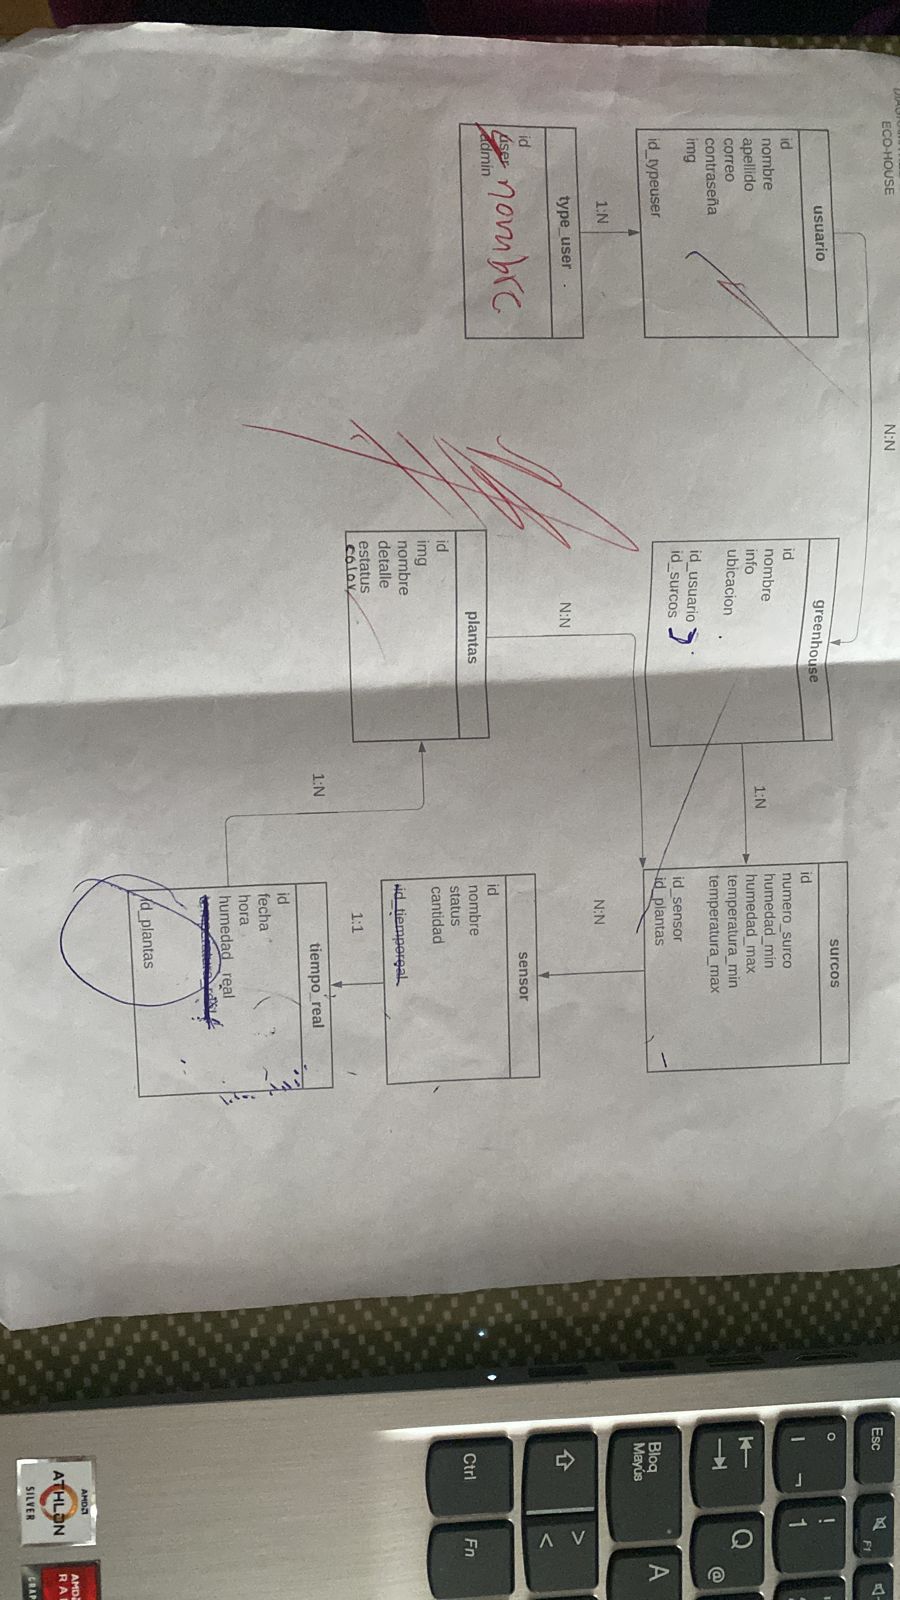 ECO-HOUSE
N:N
usuario
id
nombre
apellido
correo
contraseña
img
id_typeuser
1:N
type_user
id
user nombre
admin
greenhouse
id
nombre
info
ubicacion
id_usuario
id_surcos
1:N
surcos
id
numero_surco
humedad_min
humedad_max
temperatura_min
temperatura_max
id_sensor
id_plantas
N:N
N:N
plantas
id
img
nombre
detalle
estatus
color
sensor
id
nombre
status
cantidad
id_tiemporeal
1:1
1:N
tiempo_real
id
fecha
hora
humedad_real
id_plantas
Esc
F1
!
1
Q
@
Bloq
Mayús
A
>
<
Ctrl
Fn
AMD
ATHLON
SILVER
AMD